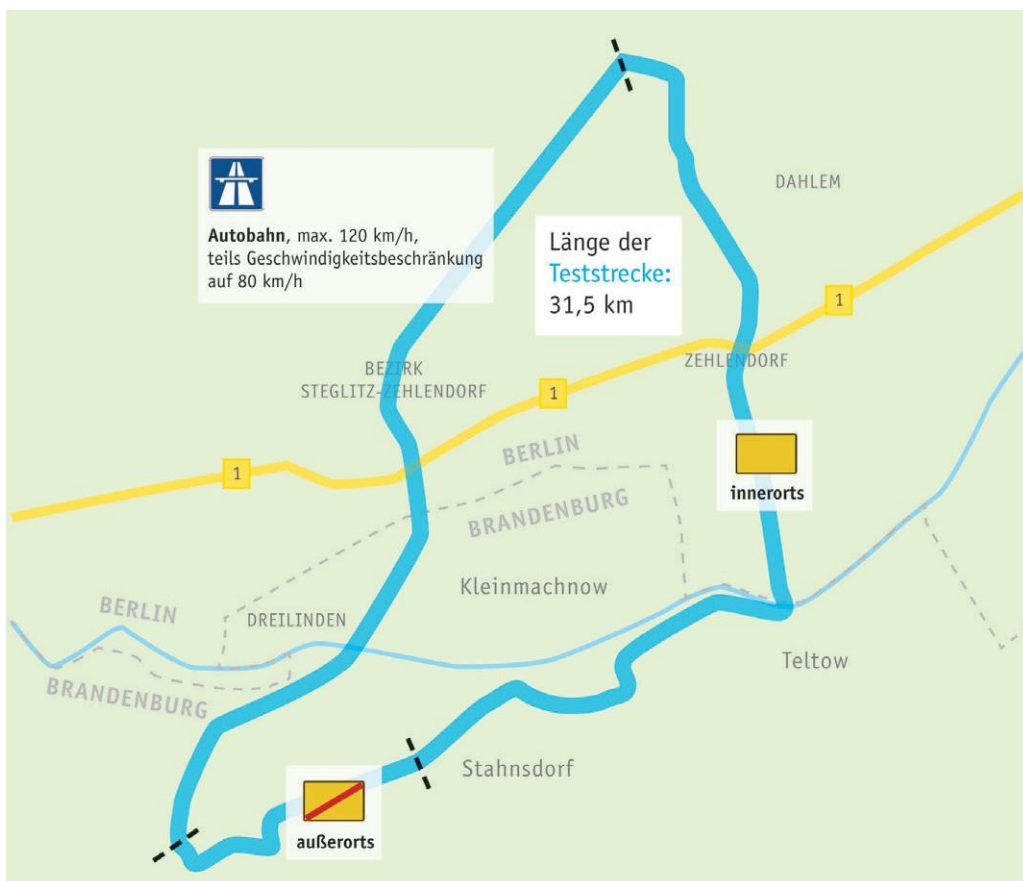 DAHLEM
Autobahn, max. 120 km/h,
teils Geschwindigkeitsbeschränkung
auf 80 km/h
Länge der
Teststrecke:
31,5 km
1
ZEHLENDORF
BEZIRK
STEGLITZ-ZEHLENDORF
1
1
BERLIN
BRANDENBURG
innerorts
Kleinmachnow
BERLIN
DREILINDEN
BRANDENBURG
Teltow
Stahnsdorf
außerorts